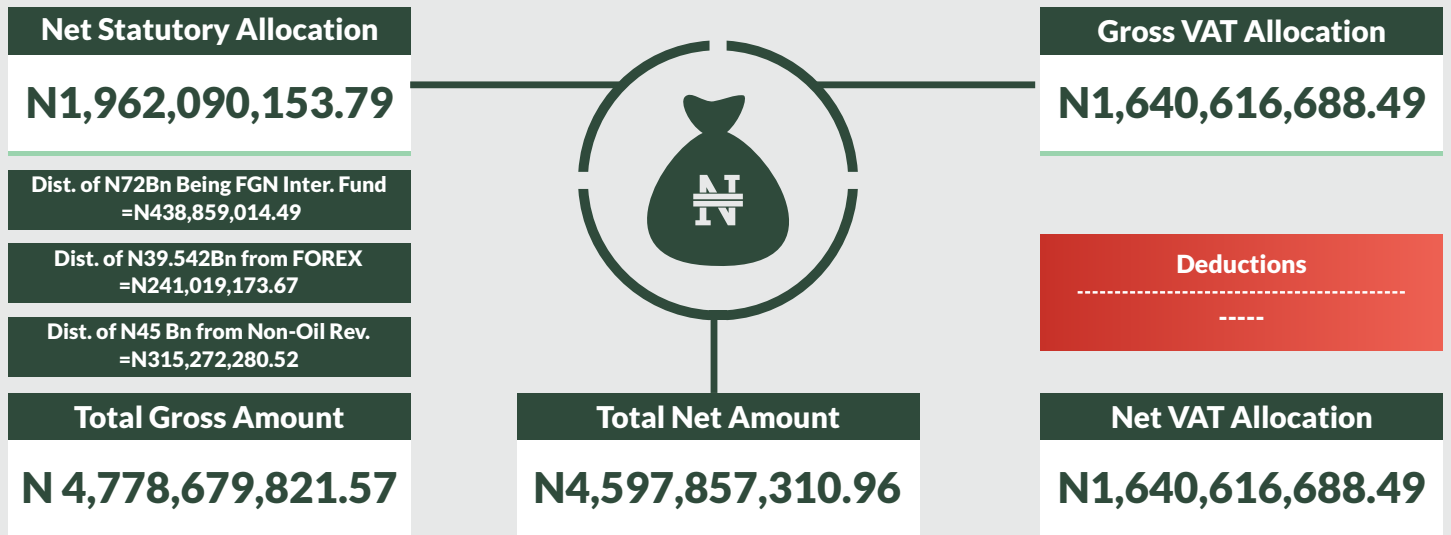 Net Statutory Allocation
N1,962,090,153.79
Dist. of N72Bn Being FGN Inter. Fund
=N438,859,014.49
Dist. of N39.542Bn from FOREX
=N241,019,173.67
Dist. of N45 Bn from Non-Oil Rev.
=N315,272,280.52
Total Gross Amount
N 4,778,679,821.57
₦
Total Net Amount
N4,597,857,310.96
Gross VAT Allocation
N1,640,616,688.49
Deductions
--------------------------------------------
-----
Net VAT Allocation
N1,640,616,688.49